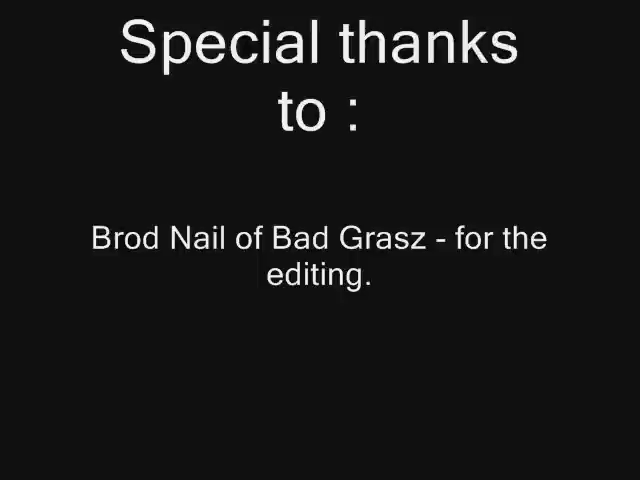 Special thanks
to :
Brod Nail of Bad Grasz - for the
editing.